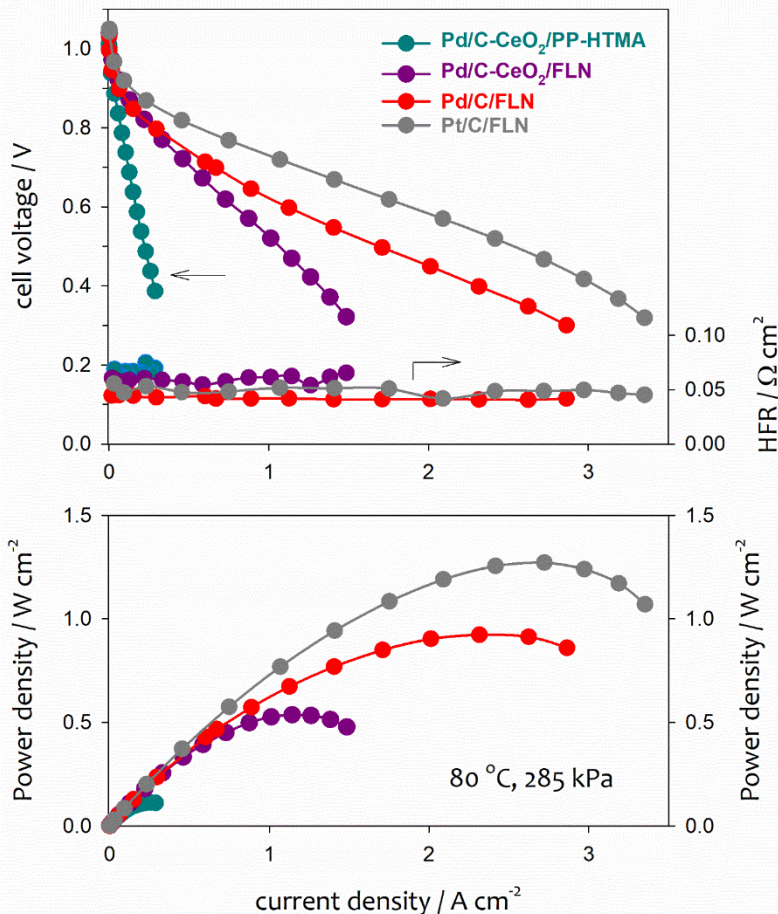 Pd/C-CeO₂/PP-HTMA
Pd/C-CeO₂/FLN
Pd/C/FLN
Pt/C/FLN
cell voltage / V
1.0
0.8
0.6
0.4
0.2
0.0
0.10
0.05
0.00
HFR / Ω cm²
0 1 2 3
Power density / W cm⁻²
1.5
1.0
0.5
0.0
1.5
1.0
0.5
0.0
Power density / W cm⁻²
80 °C, 285 kPa
0 1 2 3
current density / A cm⁻²